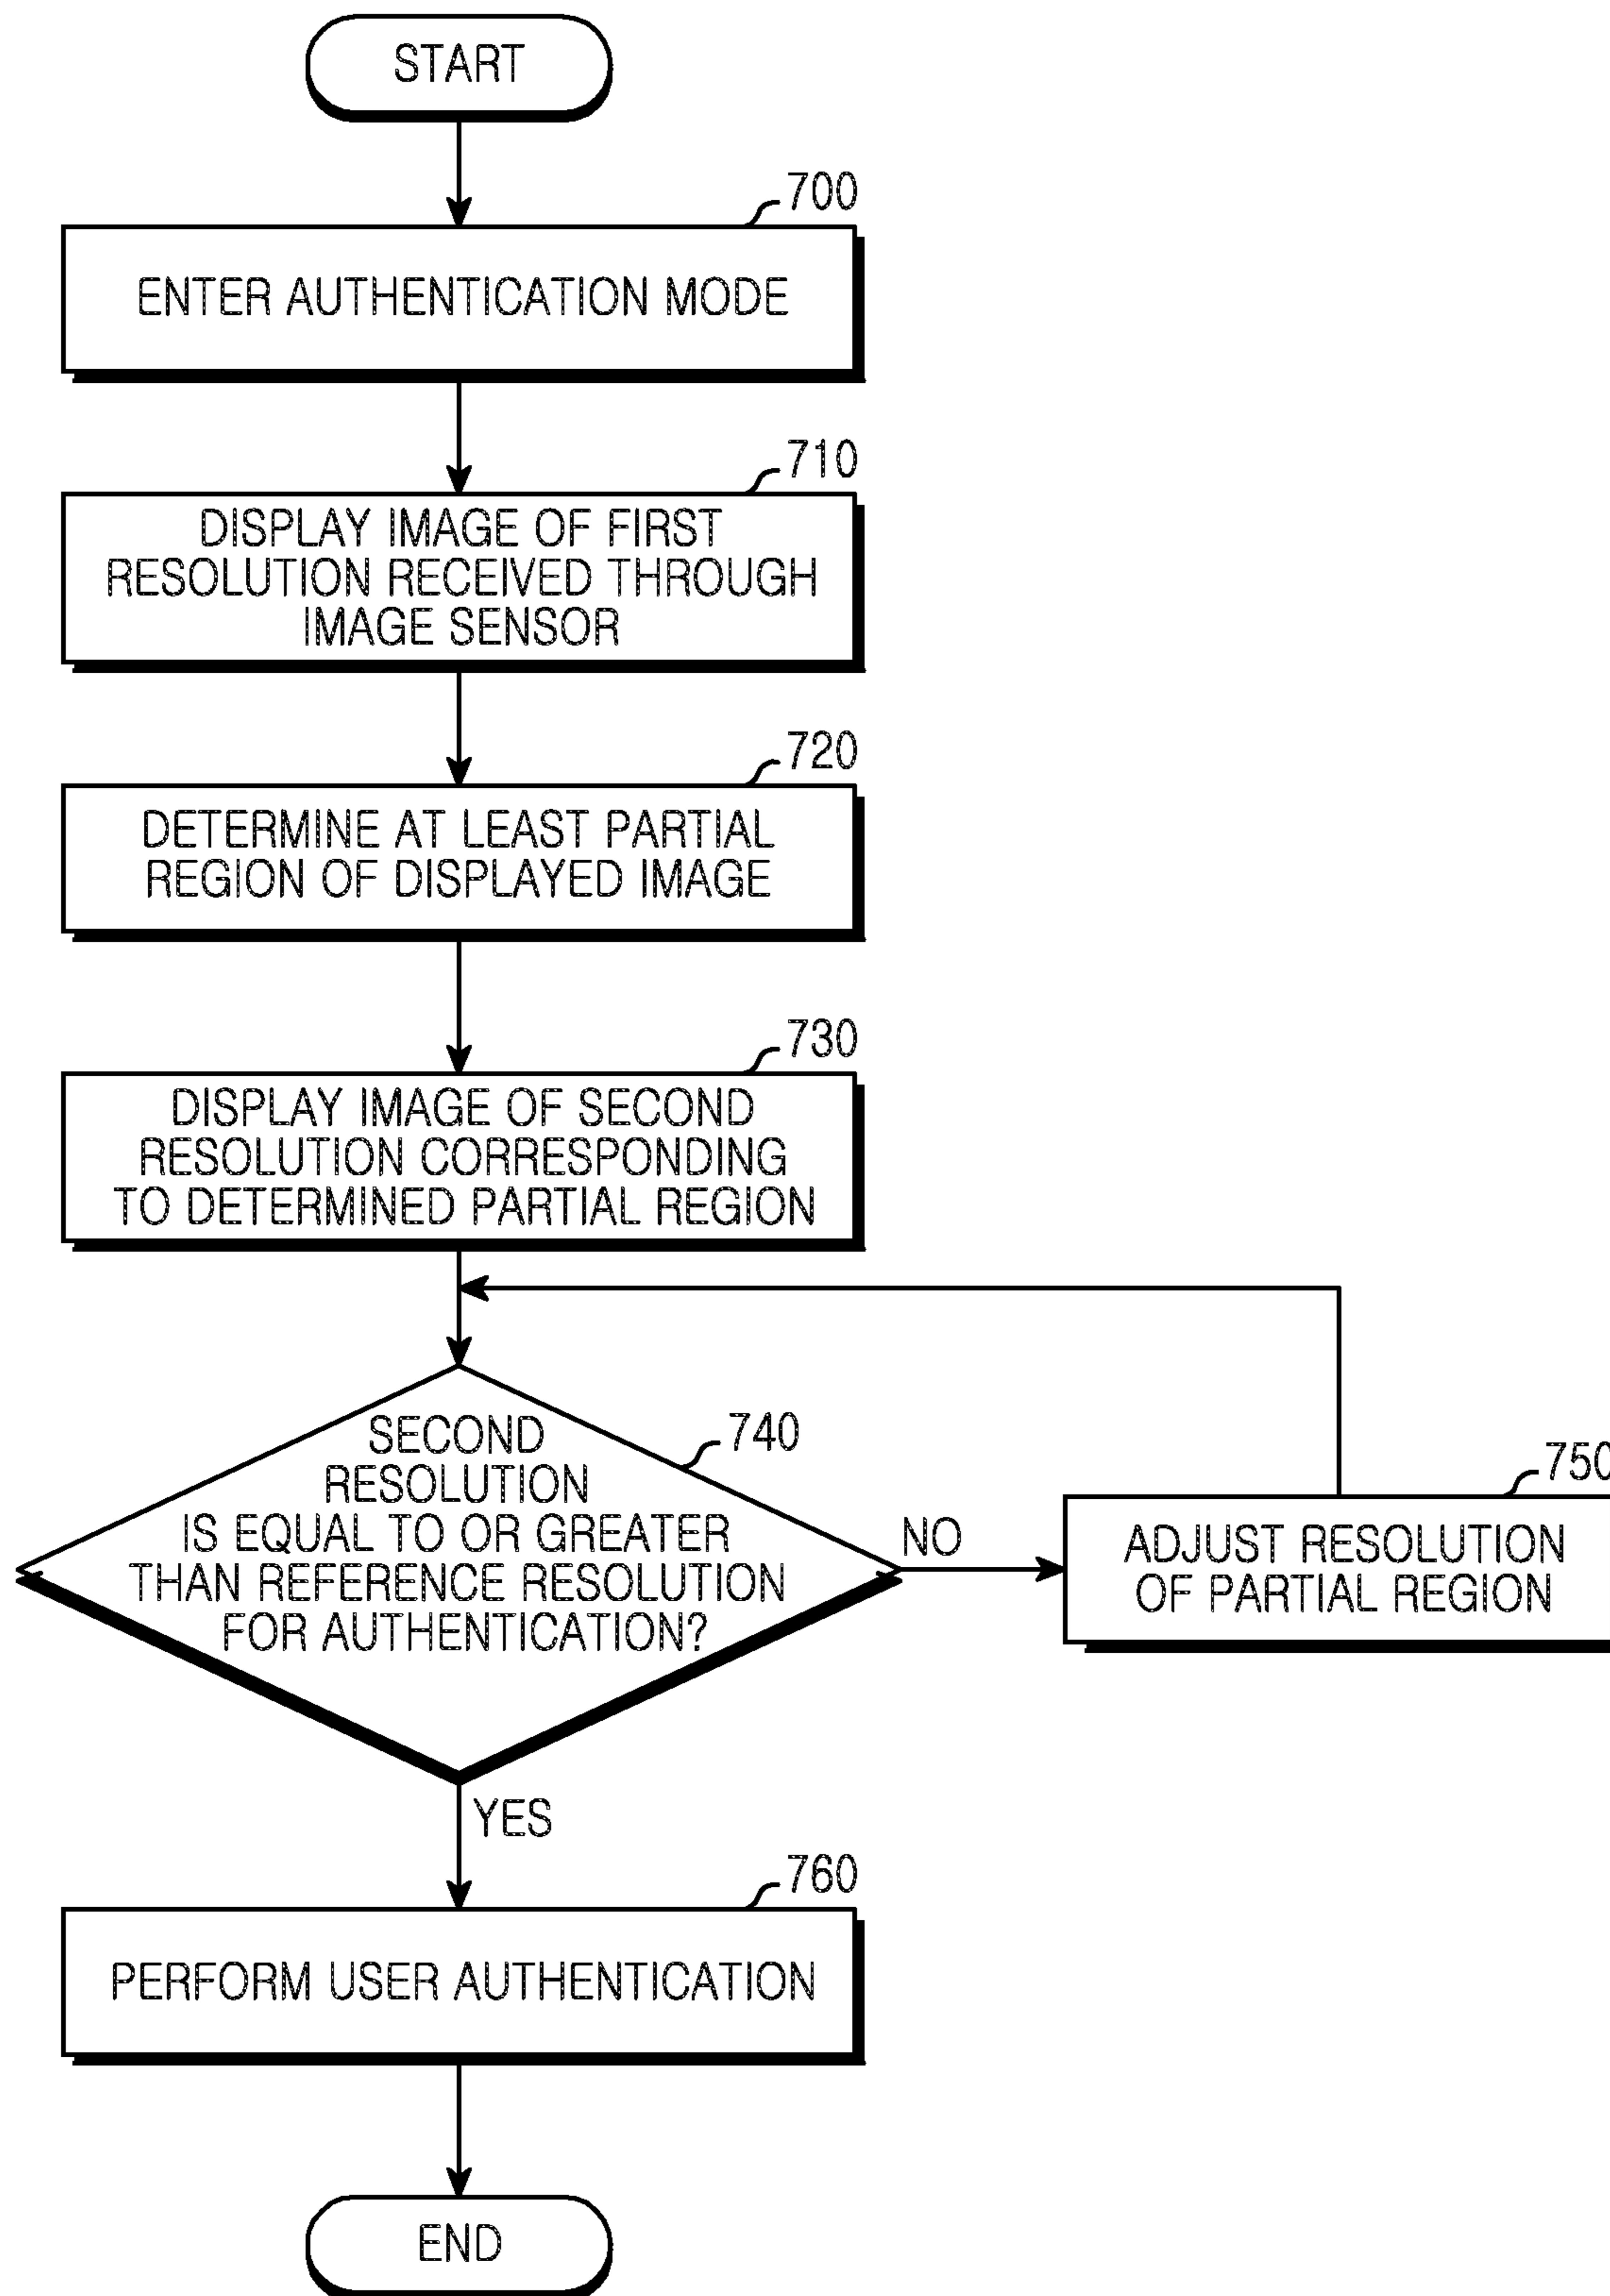 START
700
ENTER AUTHENTICATION MODE
710
DISPLAY IMAGE OF FIRST
RESOLUTION RECEIVED THROUGH
IMAGE SENSOR
720
DETERMINE AT LEAST PARTIAL
REGION OF DISPLAYED IMAGE
730
DISPLAY IMAGE OF SECOND
RESOLUTION CORRESPONDING
TO DETERMINED PARTIAL REGION
740
SECOND
RESOLUTION
IS EQUAL TO OR GREATER
THAN REFERENCE RESOLUTION
FOR AUTHENTICATION?
NO
750
ADJUST RESOLUTION
OF PARTIAL REGION
YES
760
PERFORM USER AUTHENTICATION
END